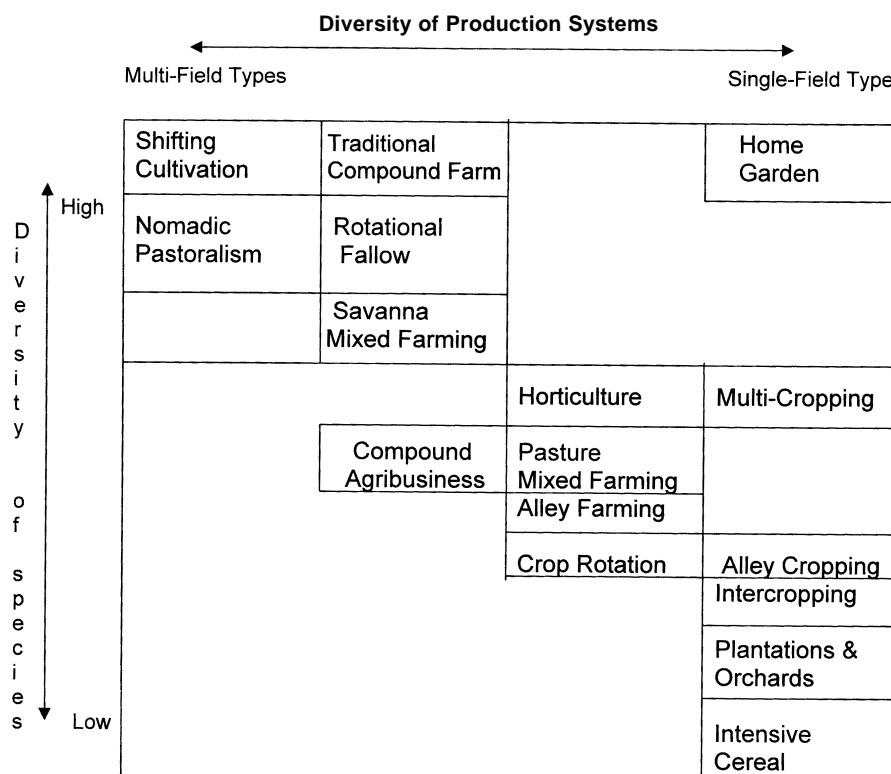 Diversity of Production Systems
Multi-Field Types
Single-Field Type
Shifting
Cultivation
Traditional
Compound Farm
Home
Garden
High
Nomadic
Pastoralism
Rotational
Fallow
Savanna
Mixed Farming
Diversity of species
Horticulture
Multi-Cropping
Compound
Agribusiness
Pasture
Mixed Farming
Alley Farming
Crop Rotation
Alley Cropping
Intercropping
Plantations &
Orchards
Low
Intensive
Cereal